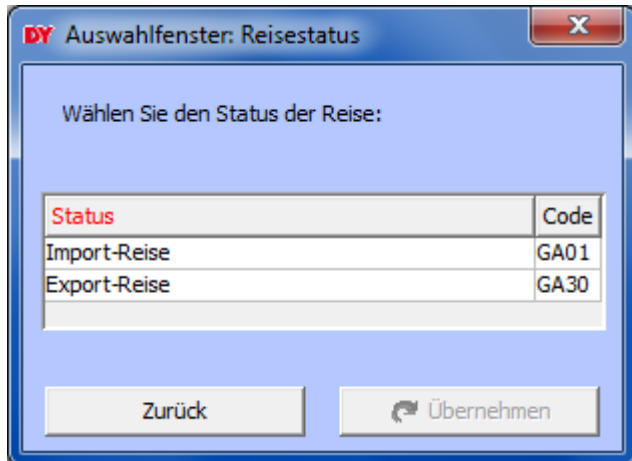 DY Auswahlfenster: Reisestatus
Wählen Sie den Status der Reise:
Status Code
Import-Reise GA01
Export-Reise GA30
Zurück Übernehmen